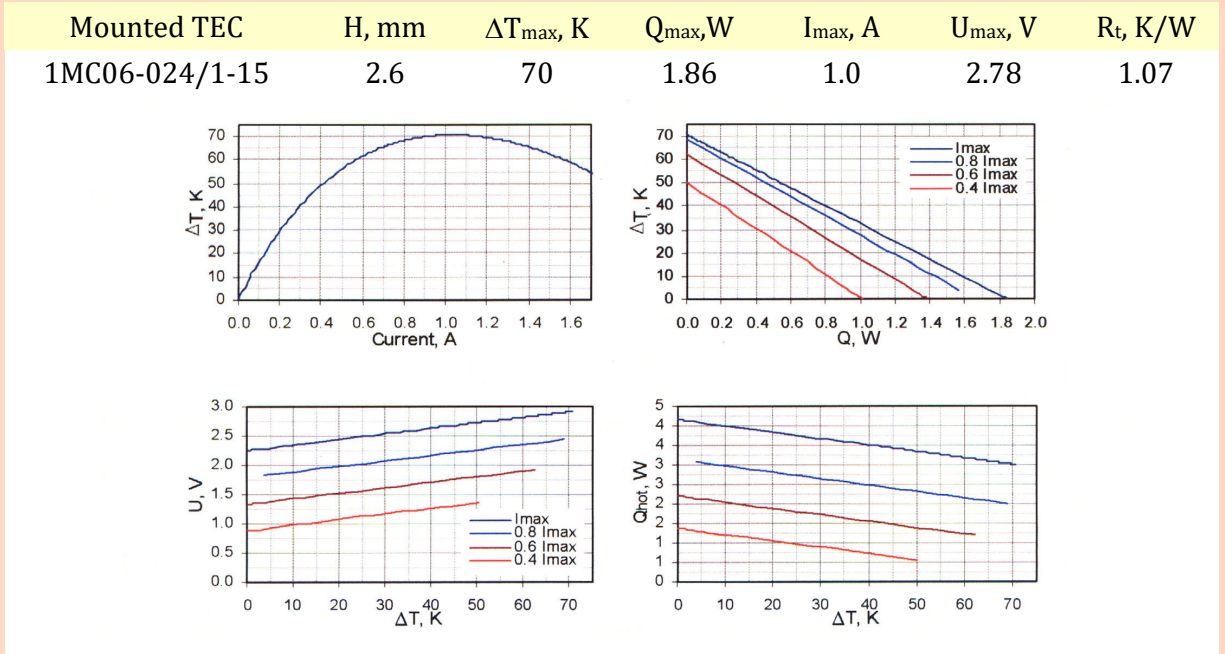 Mounted TEC H, mm ΔTmax, K Qmax,W Imax, A Umax, V Rt, K/W
1MC06-024/1-15 2.6 70 1.86 1.0 2.78 1.07
70
60
50
40
30
20
10
0
ΔT, K
0.0 0.2 0.4 0.6 0.8 1.0 1.2 1.4 1.6
Current, A
70
60
50
40
30
20
10
0
ΔT, K
Imax
0.8 Imax
0.6 Imax
0.4 Imax
0.0 0.2 0.4 0.6 0.8 1.0 1.2 1.4 1.6 1.8 2.0
Q, W
3.0
2.5
2.0
1.5
1.0
0.5
0.0
U, V
Imax
0.8 Imax
0.6 Imax
0.4 Imax
0 10 20 30 40 50 60 70
ΔT, K
5
4
4
3
3
2
2
1
1
0
Qhot, W
0 10 20 30 40 50 60 70
ΔT, K